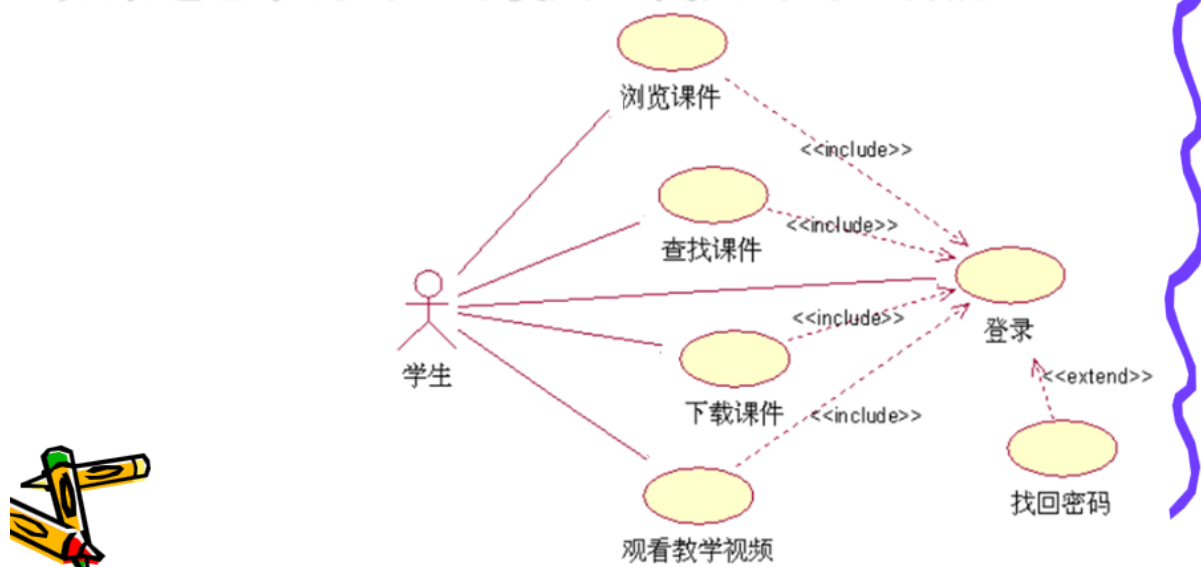 浏览课件
<<include>>
查找课件
<<include>>
登录
<<include>>
学生
<<extend>>
下载课件
<<include>>
找回密码
观看教学视频